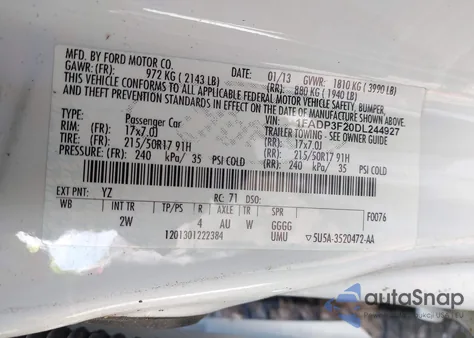 MFD. BY FORD MOTOR CO.
DATE: 01/13 GVWR: 1810 KG ( 3990 LB)
GAWR: (FR): 972 KG ( 2143 LB) (RR): 880 KG ( 1940 LB)
THIS VEHICLE CONFORMS TO ALL APPLICABLE FEDERAL MOTOR VEHICLE SAFETY, BUMPER,
AND THEFT PREVENTION STANDARDS IN EFFECT ON THE DATE OF MANUFACTURE SHOWN ABOVE.
VIN: 1FADP3F20DL244927
TYPE: Passenger Car TRAILER TOWING - SEE OWNER GUIDE
RIM: 17x7.0J 17x7.0J
TIRE: (FR): 215/50R17 91H (RR): 215/50R17 91H
PRESSURE: (FR): 240 kPa/ 35 PSI COLD (RR): 240 kPa/ 35 PSI COLD
EXT PNT: YZ RC: 71 DSO:
WB INT TR TP/PS R AXLE TR SPR F0076
2W 4 AU W GGGG
1201301222384 UMU 5U5A-3520472-AA
autoSnap